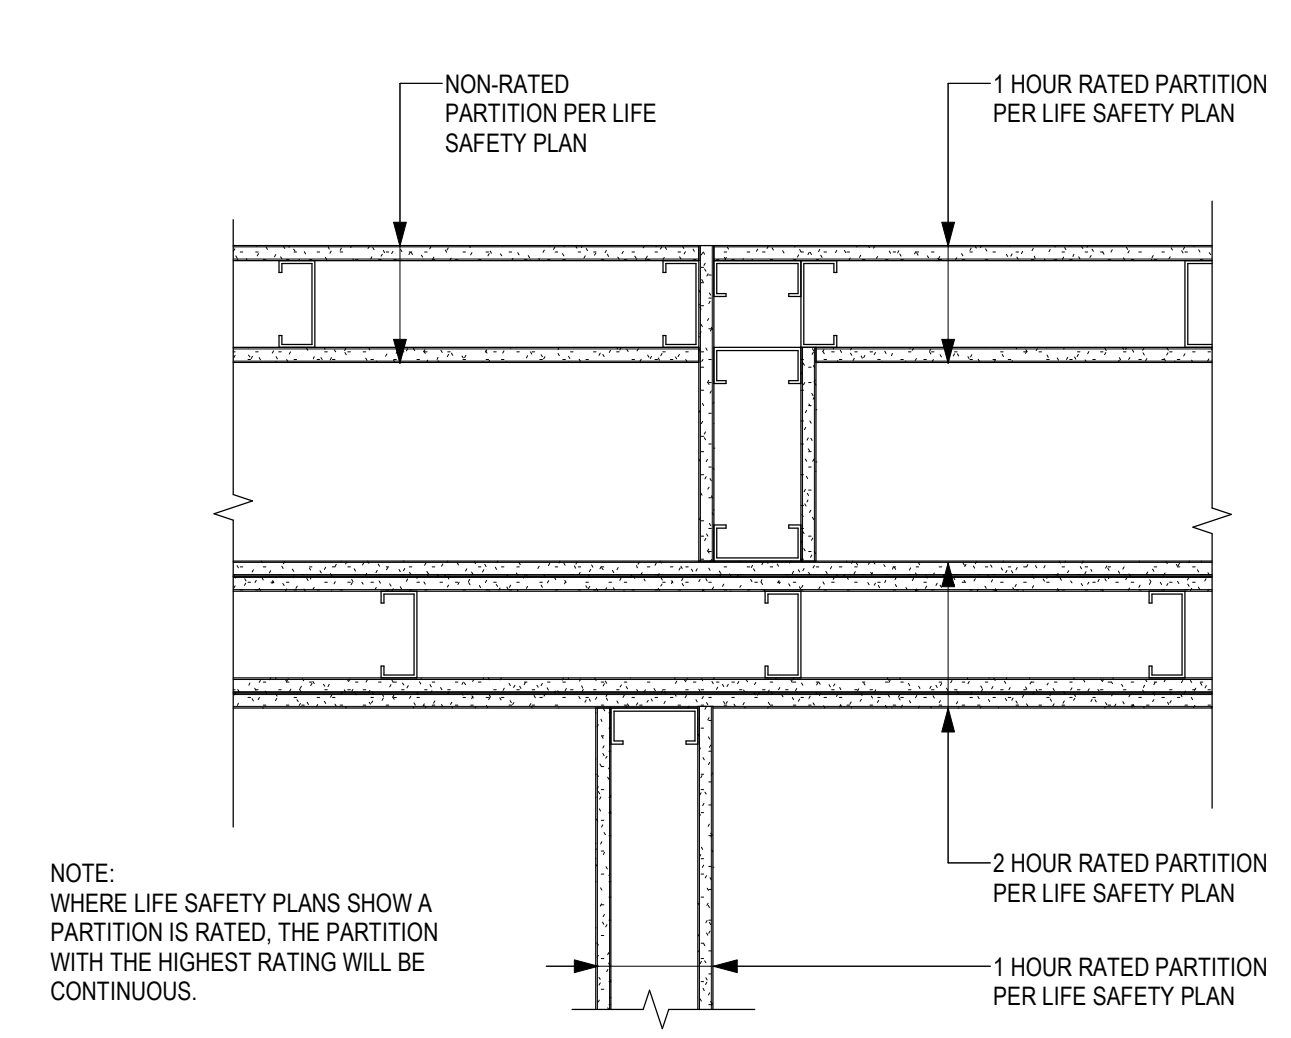 NON-RATED
PARTITION PER LIFE
SAFETY PLAN
1 HOUR RATED PARTITION
PER LIFE SAFETY PLAN
2 HOUR RATED PARTITION
PER LIFE SAFETY PLAN
NOTE:
WHERE LIFE SAFETY PLANS SHOW A
PARTITION IS RATED, THE PARTITION
WITH THE HIGHEST RATING WILL BE
CONTINUOUS.
1 HOUR RATED PARTITION
PER LIFE SAFETY PLAN